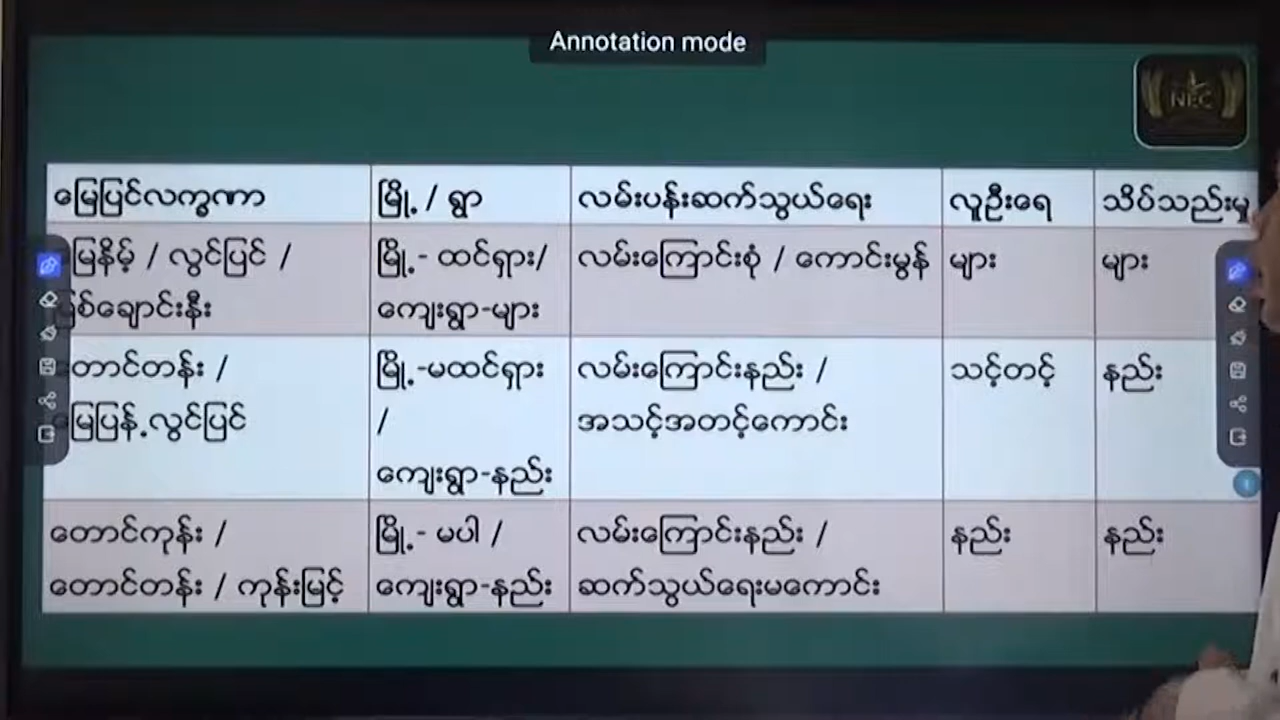 Annotation mode
NEC
မြေပြင်လက္ခဏာ
မြို့ / ရွာ
လမ်းပန်းဆက်သွယ်ရေး
လူဦးရေ
သိပ်သည်းမှု
မြေနိမ့် / လွင်ပြင် /
မြစ်ချောင်းနီး
မြို့- ထင်ရှား/
ကျေးရွာ-များ
လမ်းကြောင်းစုံ / ကောင်းမွန်
များ
များ
တောင်တန်း /
မြေပြန့်လွင်ပြင်
မြို့-မထင်ရှား
/
ကျေးရွာ-နည်း
လမ်းကြောင်းနည်း /
အသင့်အတင့်ကောင်း
သင့်တင့်
နည်း
တောင်ကုန်း /
တောင်တန်း / ကုန်းမြင့်
မြို့- မပါ /
ကျေးရွာ-နည်း
လမ်းကြောင်းနည်း /
ဆက်သွယ်ရေးမကောင်း
နည်း
နည်း